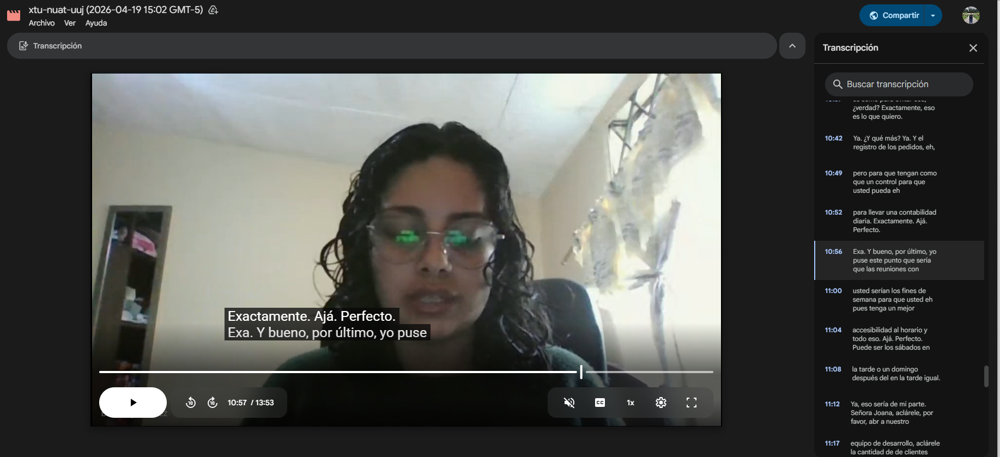 xtu-nuat-uuj (2026-04-19 15:02 GMT-5)
Archivo Ver Ayuda
Compartir
Transcripción
Transcripción
Buscar transcripción
¿verdad? Exactamente, eso
es lo que quiero.
10:42 Ya. ¿Y qué más? Ya. Y el
registro de los pedidos, eh,
10:49 pero para que tengan como
que un control para que
usted pueda eh
10:52 para llevar una contabilidad
diaria. Exactamente. Ajá.
Perfecto.
10:56 Exa. Y bueno, por último, yo
puse este punto que sería
que las reuniones con
11:00 usted serían los fines de
semana para que usted eh
pues tenga un mejor
11:04 accesibilidad al horario y
todo eso. Ajá. Perfecto.
Puede ser los sábados en
11:08 la tarde o un domingo
después del en la tarde igual.
11:12 Ya, eso sería de mi parte.
Señora Joana, aclárele, por
favor, abr a nuestro
11:17 equipo de desarrollo, aclárele
la cantidad de de clientes
Exactamente. Ajá. Perfecto.
Exa. Y bueno, por último, yo puse
10 10 10:57 / 13:53
CC 1x